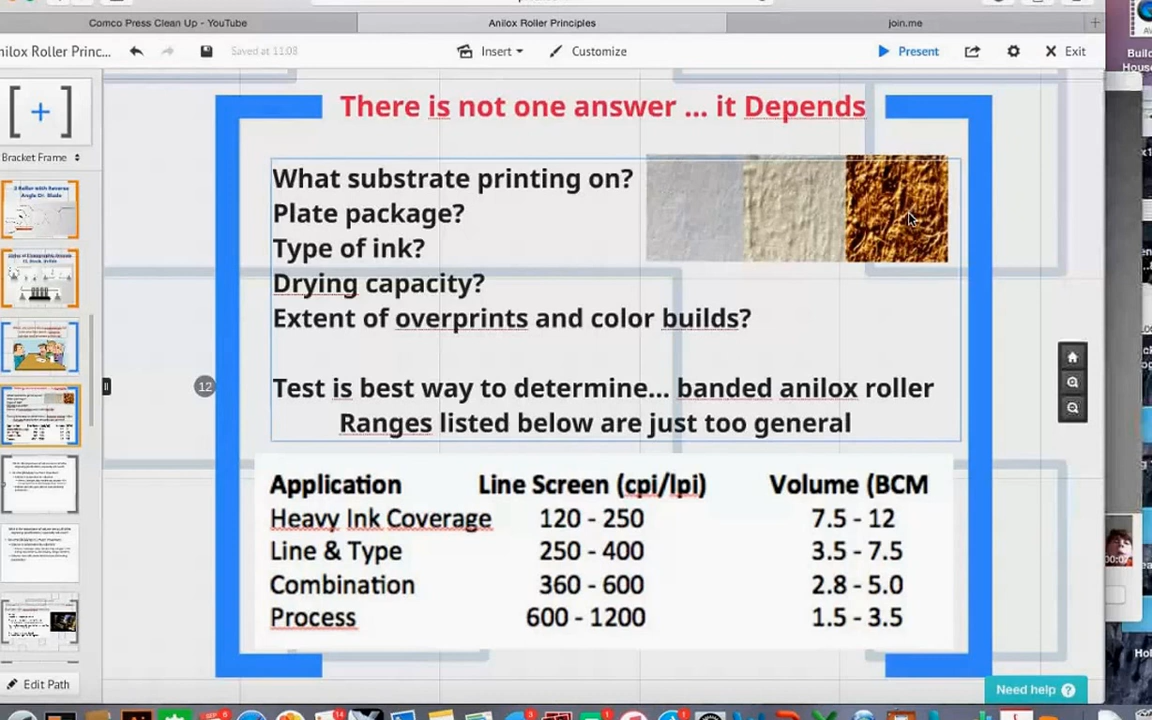 Comco Press Clean Up - YouTube
Anilox Roller Principles
join.me
nilox Roller Princ...
Saved at 11:08
Insert
Customize
Present
Exit
Bracket Frame
There is not one answer ... it Depends
What substrate printing on?
Plate package?
Type of ink?
Drying capacity?
Extent of overprints and color builds?
12
Test is best way to determine... banded anilox roller
Ranges listed below are just too general
Application Line Screen (cpi/lpi) Volume (BCM
Heavy Ink Coverage 120 - 250 7.5 - 12
Line & Type 250 - 400 3.5 - 7.5
Combination 360 - 600 2.8 - 5.0
Process 600 - 1200 1.5 - 3.5
Edit Path
Need help ?